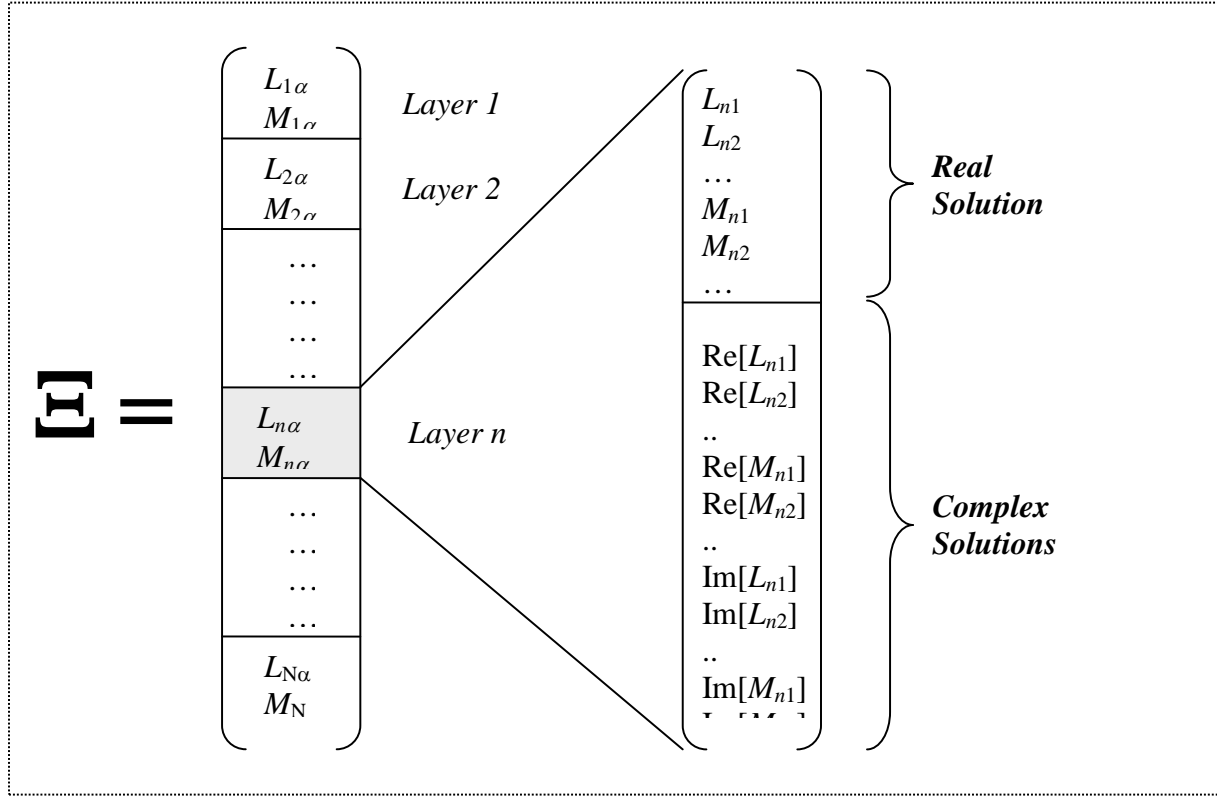 Ξ =
L1α
M1α
Layer 1
L2α
M2α
Layer 2
…
…
…
…
Lnα
Mnα
Layer n
…
…
…
…
LNα
MN
Ln1
Ln2
…
Mn1
Mn2
…
Real
Solution
Re[Ln1]
Re[Ln2]
..
Re[Mn1]
Re[Mn2]
..
Im[Ln1]
Im[Ln2]
..
Im[Mn1]
Complex
Solutions